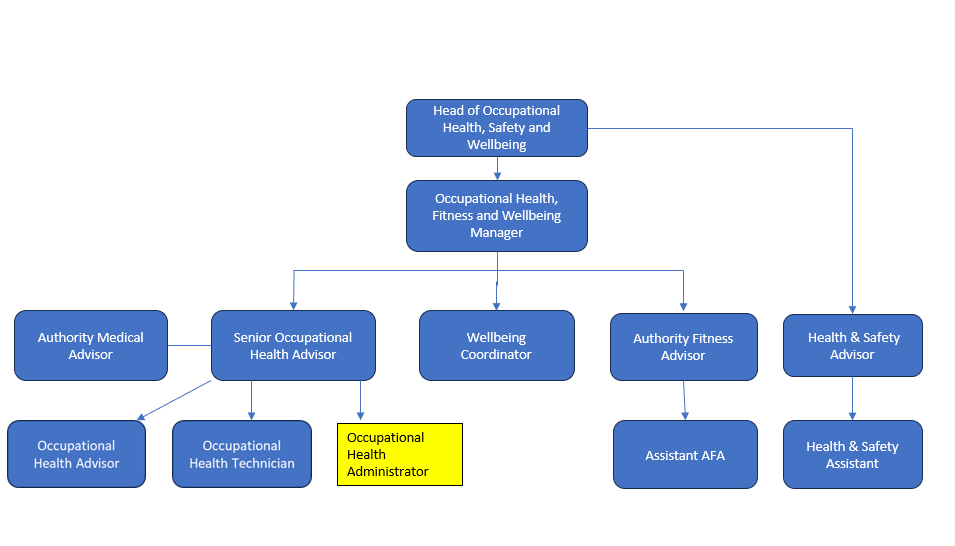 Head of Occupational
Health, Safety and
Wellbeing
Occupational Health,
Fitness and Wellbeing
Manager
Authority Medical
Advisor
Senior Occupational
Health Advisor
Wellbeing
Coordinator
Authority Fitness
Advisor
Health & Safety
Advisor
Occupational
Health Advisor
Occupational
Health Technician
Occupational
Health
Administrator
Assistant AFA
Health & Safety
Assistant